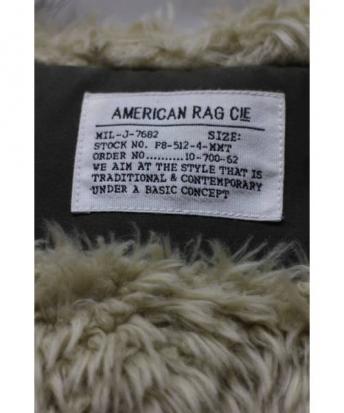 AMERICAN RAG CIE
MIL-J-7682 SIZE:
STOCK NO. F8-512-4-MMT
ORDER NO..........10-700-62
WE AIM AT THE STYLE THAT IS
TRADITIONAL & CONTEMPORARY
UNDER A BASIC CONCEPT